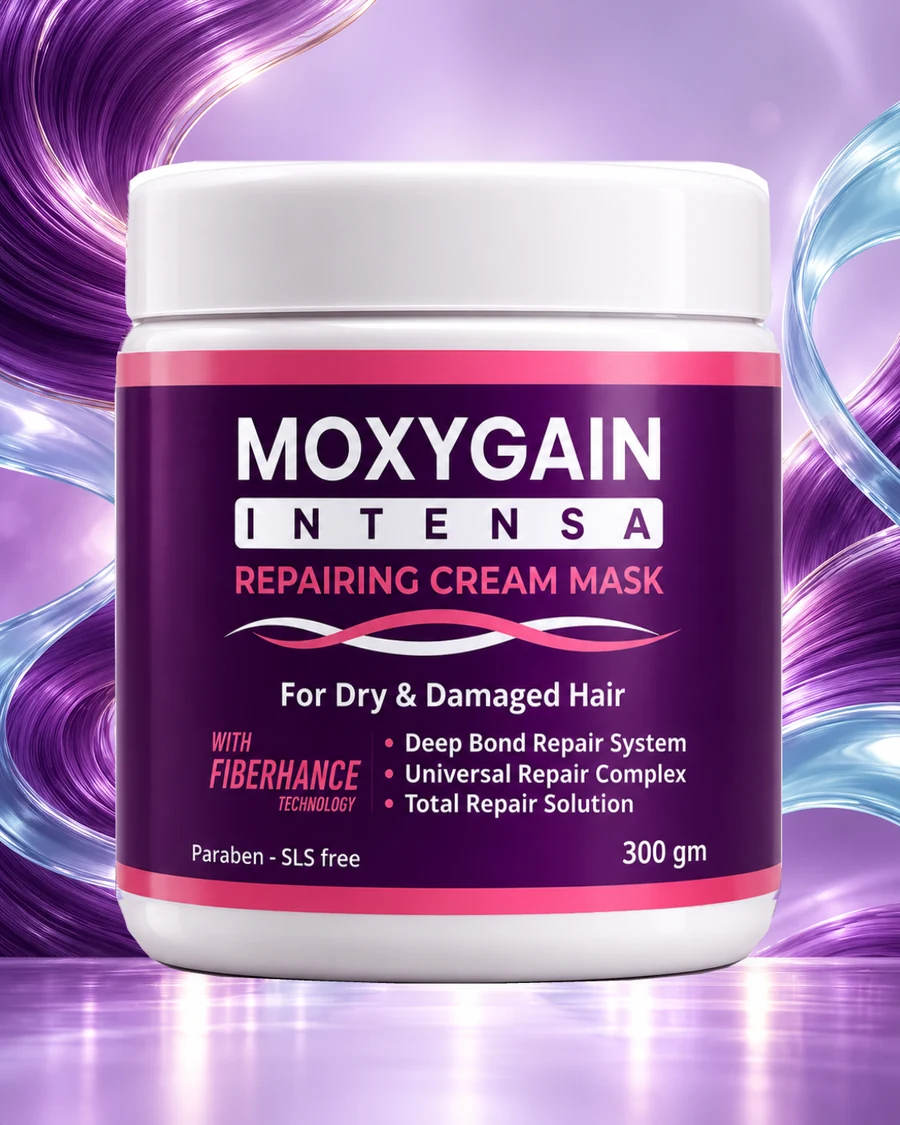 MOXYGAIN
INTENSA
REPAIRING CREAM MASK
For Dry & Damaged Hair
WITH
FIBERHANCE
TECHNOLOGY
• Deep Bond Repair System
• Universal Repair Complex
• Total Repair Solution
Paraben - SLS free
300 gm